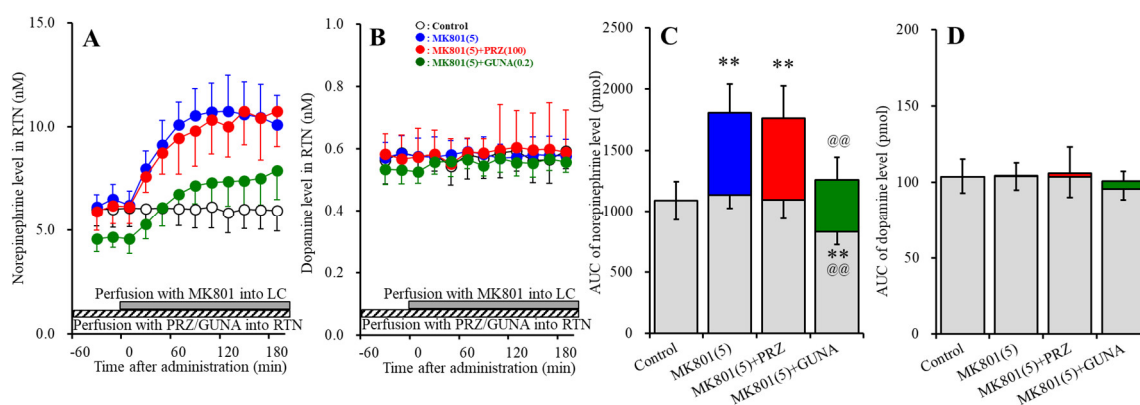 A
Norepinephrine level in RTN (nM)
15.0
10.0
5.0
0.0
Perfusion with MK801 into LC
Perfusion with PRZ/GUNA into RTN
-60 0 60 120 180
Time after administration (min)
B
: Control
: MK801(5)
: MK801(5)+PRZ(100)
: MK801(5)+GUNA(0.2)
Dopamine level in RTN (nM)
1.0
0.8
0.6
0.4
0.2
0.0
Perfusion with MK801 into LC
Perfusion with PRZ/GUNA into RTN
-60 0 60 120 180
Time after administration (min)
C
AUC of norepinephrine level (pmol)
2500
2000
1500
1000
500
0
**
**
@@
**
@@
Control
MK801(5)
MK801(5)+PRZ
MK801(5)+GUNA
D
AUC of dopamine level (pmol)
200
150
100
50
0
Control
MK801(5)
MK801(5)+PRZ
MK801(5)+GUNA